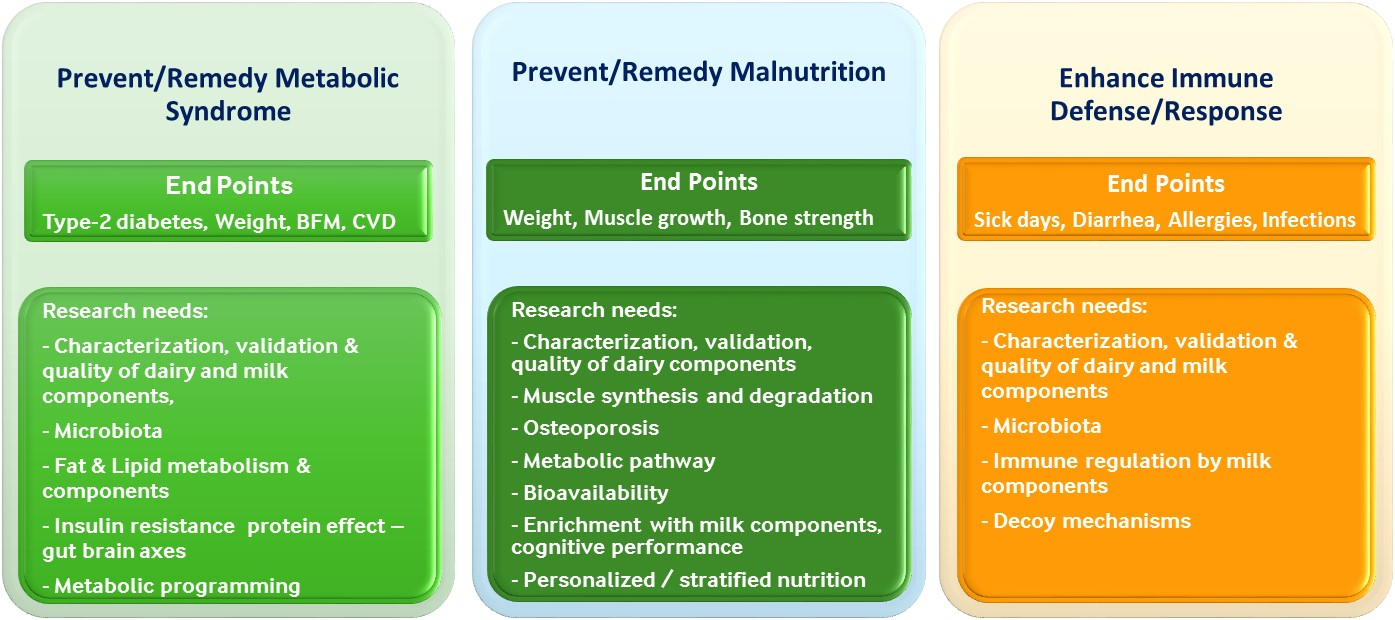 Prevent/Remedy Metabolic
Syndrome
End Points
Type-2 diabetes, Weight, BFM, CVD
Research needs:
- Characterization, validation &
quality of dairy and milk
components,
- Microbiota
- Fat & Lipid metabolism &
components
- Insulin resistance protein effect –
gut brain axes
- Metabolic programming
Prevent/Remedy Malnutrition
End Points
Weight, Muscle growth, Bone strength
Research needs:
- Characterization, validation,
quality of dairy components
- Muscle synthesis and degradation
- Osteoporosis
- Metabolic pathway
- Bioavailability
- Enrichment with milk components,
cognitive performance
- Personalized / stratified nutrition
Enhance Immune
Defense/Response
End Points
Sick days, Diarrhea, Allergies, Infections
Research needs:
- Characterization, validation &
quality of dairy and milk
components
- Microbiota
- Immune regulation by milk
components
- Decoy mechanisms